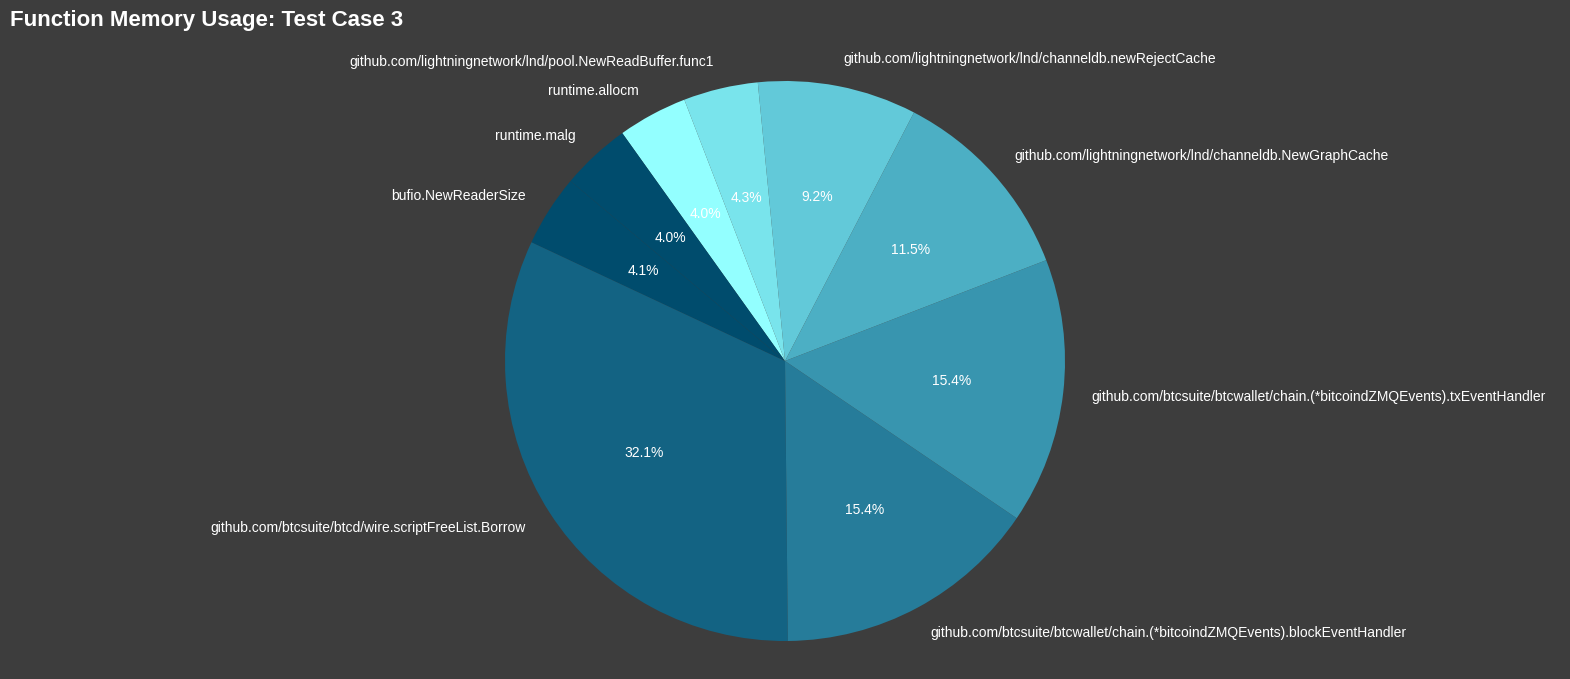 Function Memory Usage: Test Case 3
github.com/lightningnetwork/lnd/channeldb.newRejectCache
github.com/lightningnetwork/lnd/pool.NewReadBuffer.func1
runtime.allocm
runtime.malg
github.com/lightningnetwork/lnd/channeldb.NewGraphCache
bufio.NewReaderSize
4.3%
9.2%
4.0%
4.0%
11.5%
4.1%
15.4%
github.com/btcsuite/btcwallet/chain.(*bitcoindZMQEvents).txEventHandler
32.1%
15.4%
github.com/btcsuite/btcd/wire.scriptFreeList.Borrow
github.com/btcsuite/btcwallet/chain.(*bitcoindZMQEvents).blockEventHandler